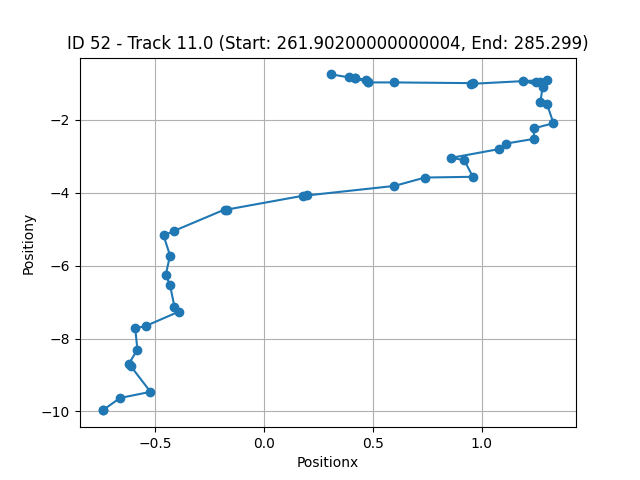 ID 52 - Track 11.0 (Start: 261.90200000000004, End: 285.299)
−2
−4
−6
−8
−10
Positiony
−0.5 0.0 0.5 1.0
Positionx